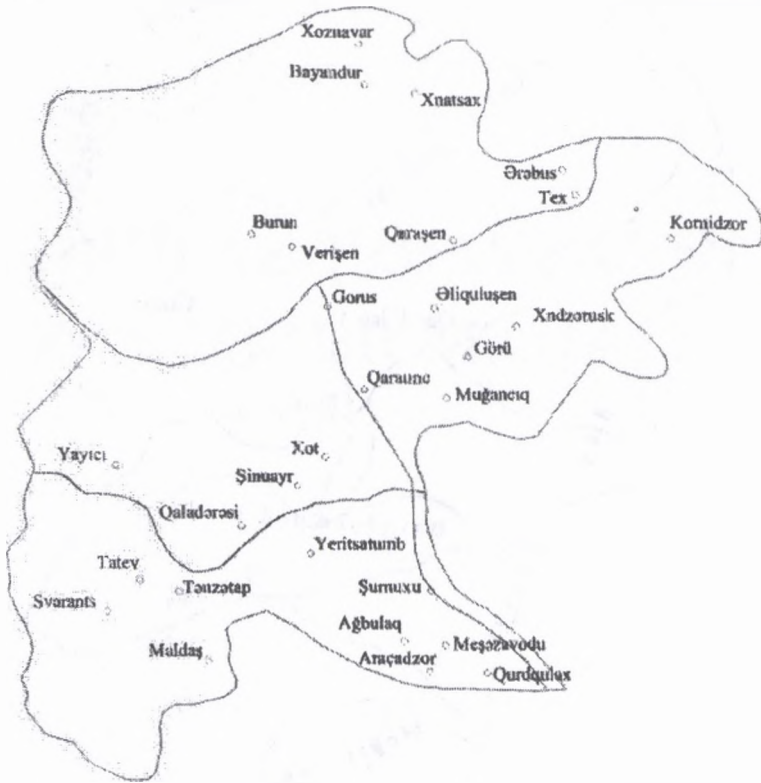 Xoznavar
Bayandur
Xnatsax
Ərəbus
Tex
Kornidzor
Burun
Verişen
Qaraşen
Gorus
Əliquluşen
Xndzorusk
Görü
Qaraunc
Muğancıq
Xot
Yayıcı
Şinuayr
Qaladərəsi
Yeritsatumb
Tatev
Tənzətap
Şurnuxu
Svarants
Ağbulaq
Meşəzavodu
Maldaş
Araçadzor
Qurdqulax